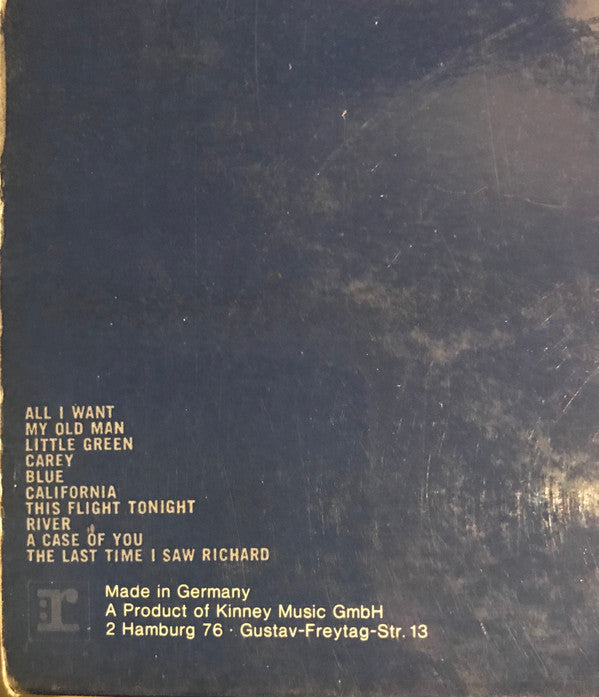 ALL I WANT
MY OLD MAN
LITTLE GREEN
CAREY
BLUE
CALIFORNIA
THIS FLIGHT TONIGHT
RIVER
A CASE OF YOU
THE LAST TIME I SAW RICHARD
:r
Made in Germany
A Product of Kinney Music GmbH
2 Hamburg 76 · Gustav-Freytag-Str. 13